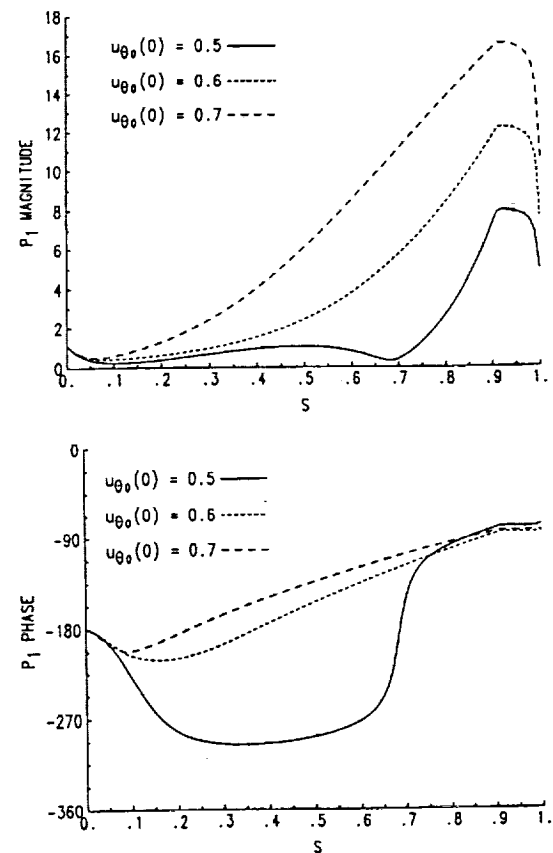 18
16
14
12
10
8
6
4
2
0
P1 MAGNITUDE
uθ0(0) = 0.5
uθ0(0) = 0.6
uθ0(0) = 0.7
0. .1 .2 .3 .4 .5 .6 .7 .8 .9 1.
S
0
-90
-180
-270
-360
P1 PHASE
uθ0(0) = 0.5
uθ0(0) = 0.6
uθ0(0) = 0.7
0. .1 .2 .3 .4 .5 .6 .7 .8 .9 1.
S